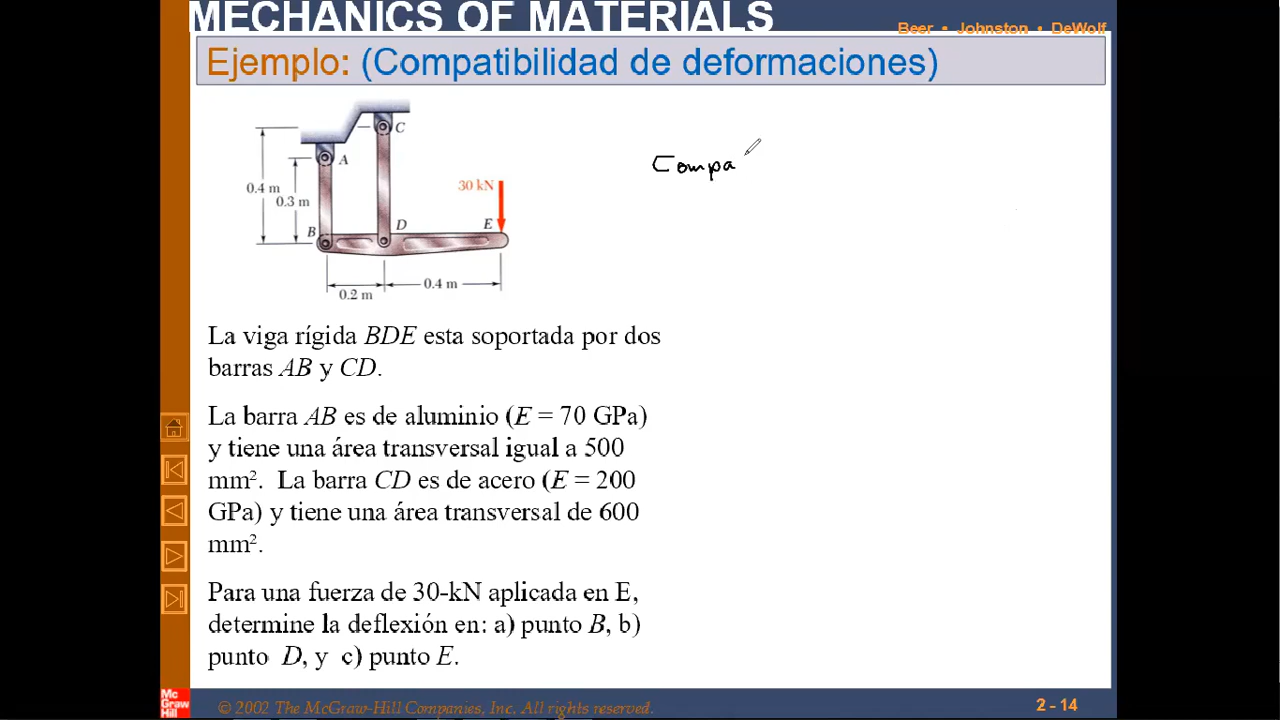 MECHANICS OF MATERIALS
Beer • Johnston • DeWolf
Ejemplo: (Compatibilidad de deformaciones)
C
A
0.4 m
0.3 m
30 kN
B
D
E
0.4 m
0.2 m
Compa
La viga rígida BDE esta soportada por dos
barras AB y CD.
La barra AB es de aluminio (E = 70 GPa)
y tiene una área transversal igual a 500
mm². La barra CD es de acero (E = 200
GPa) y tiene una área transversal de 600
mm².
Para una fuerza de 30-kN aplicada en E,
determine la deflexión en: a) punto B, b)
punto D, y c) punto E.
Mc
Graw
Hill
© 2002 The McGraw-Hill Companies, Inc. All rights reserved.
2 - 14